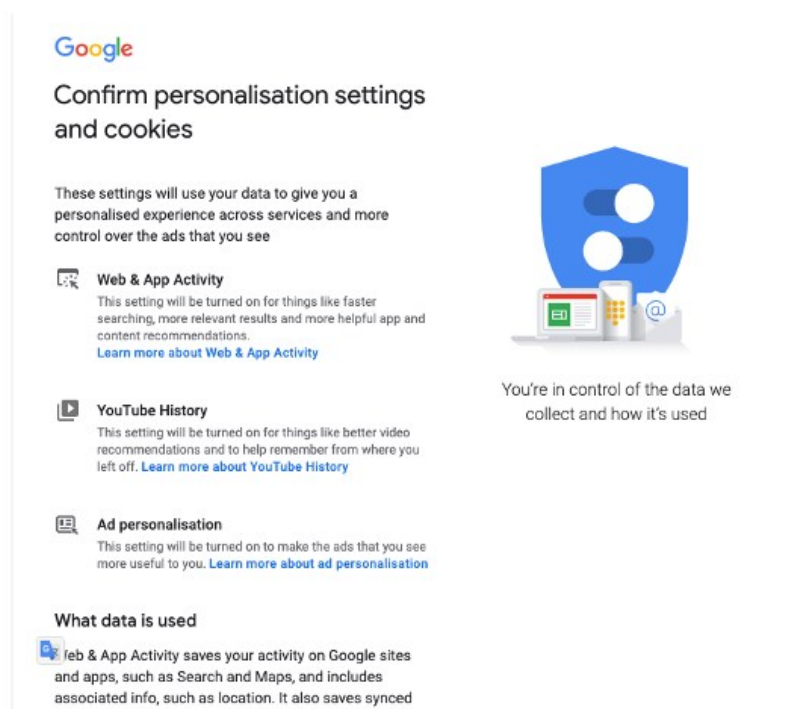 Google
Confirm personalisation settings
and cookies
These settings will use your data to give you a
personalised experience across services and more
control over the ads that you see
Web & App Activity
This setting will be turned on for things like faster
searching, more relevant results and more helpful app and
content recommendations.
Learn more about Web & App Activity
YouTube History
This setting will be turned on for things like better video
recommendations and to help remember from where you
left off. Learn more about YouTube History
Ad personalisation
This setting will be turned on to make the ads that you see
more useful to you. Learn more about ad personalisation
What data is used
eb & App Activity saves your activity on Google sites
and apps, such as Search and Maps, and includes
associated info, such as location. It also saves synced
@
You're in control of the data we
collect and how it's used